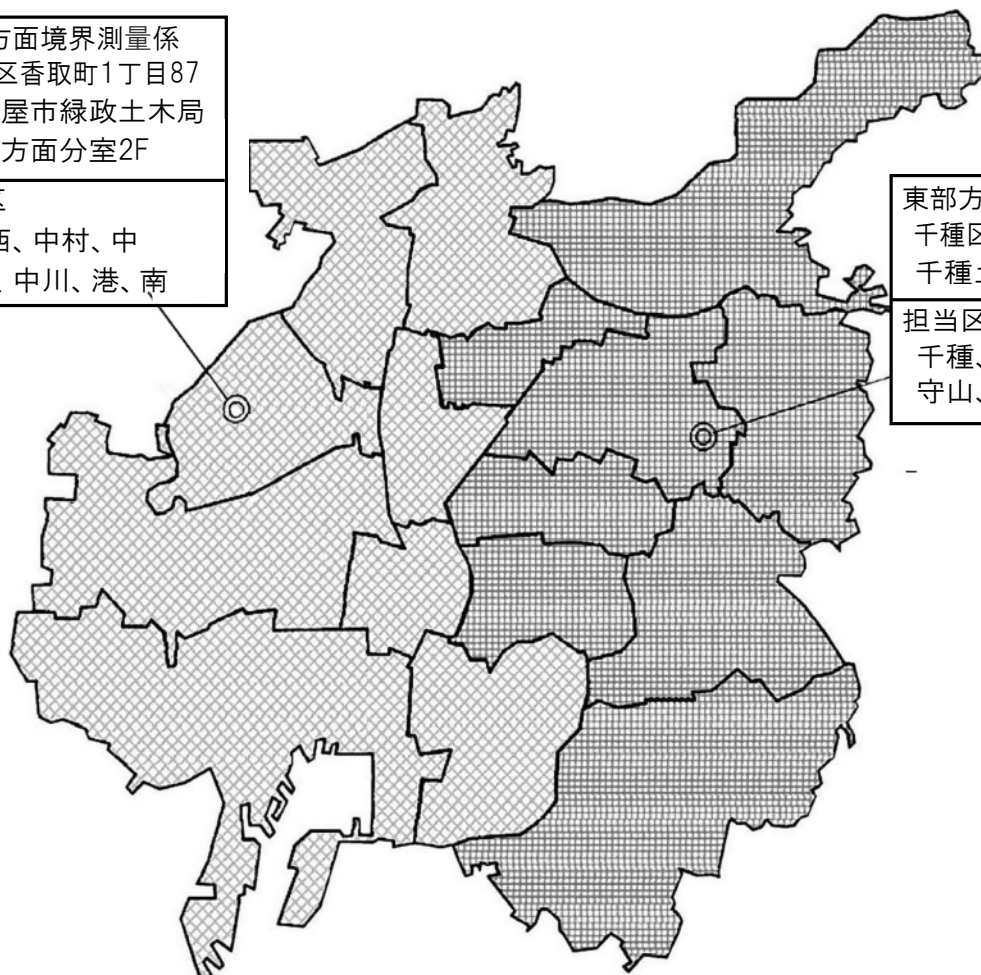 方面境界測量係
区香取町1丁目87
屋市緑政土木局
方面分室2F
区
西、中村、中
、中川、港、南
東部方
千種区
千種土
担当区
千種、
守山、